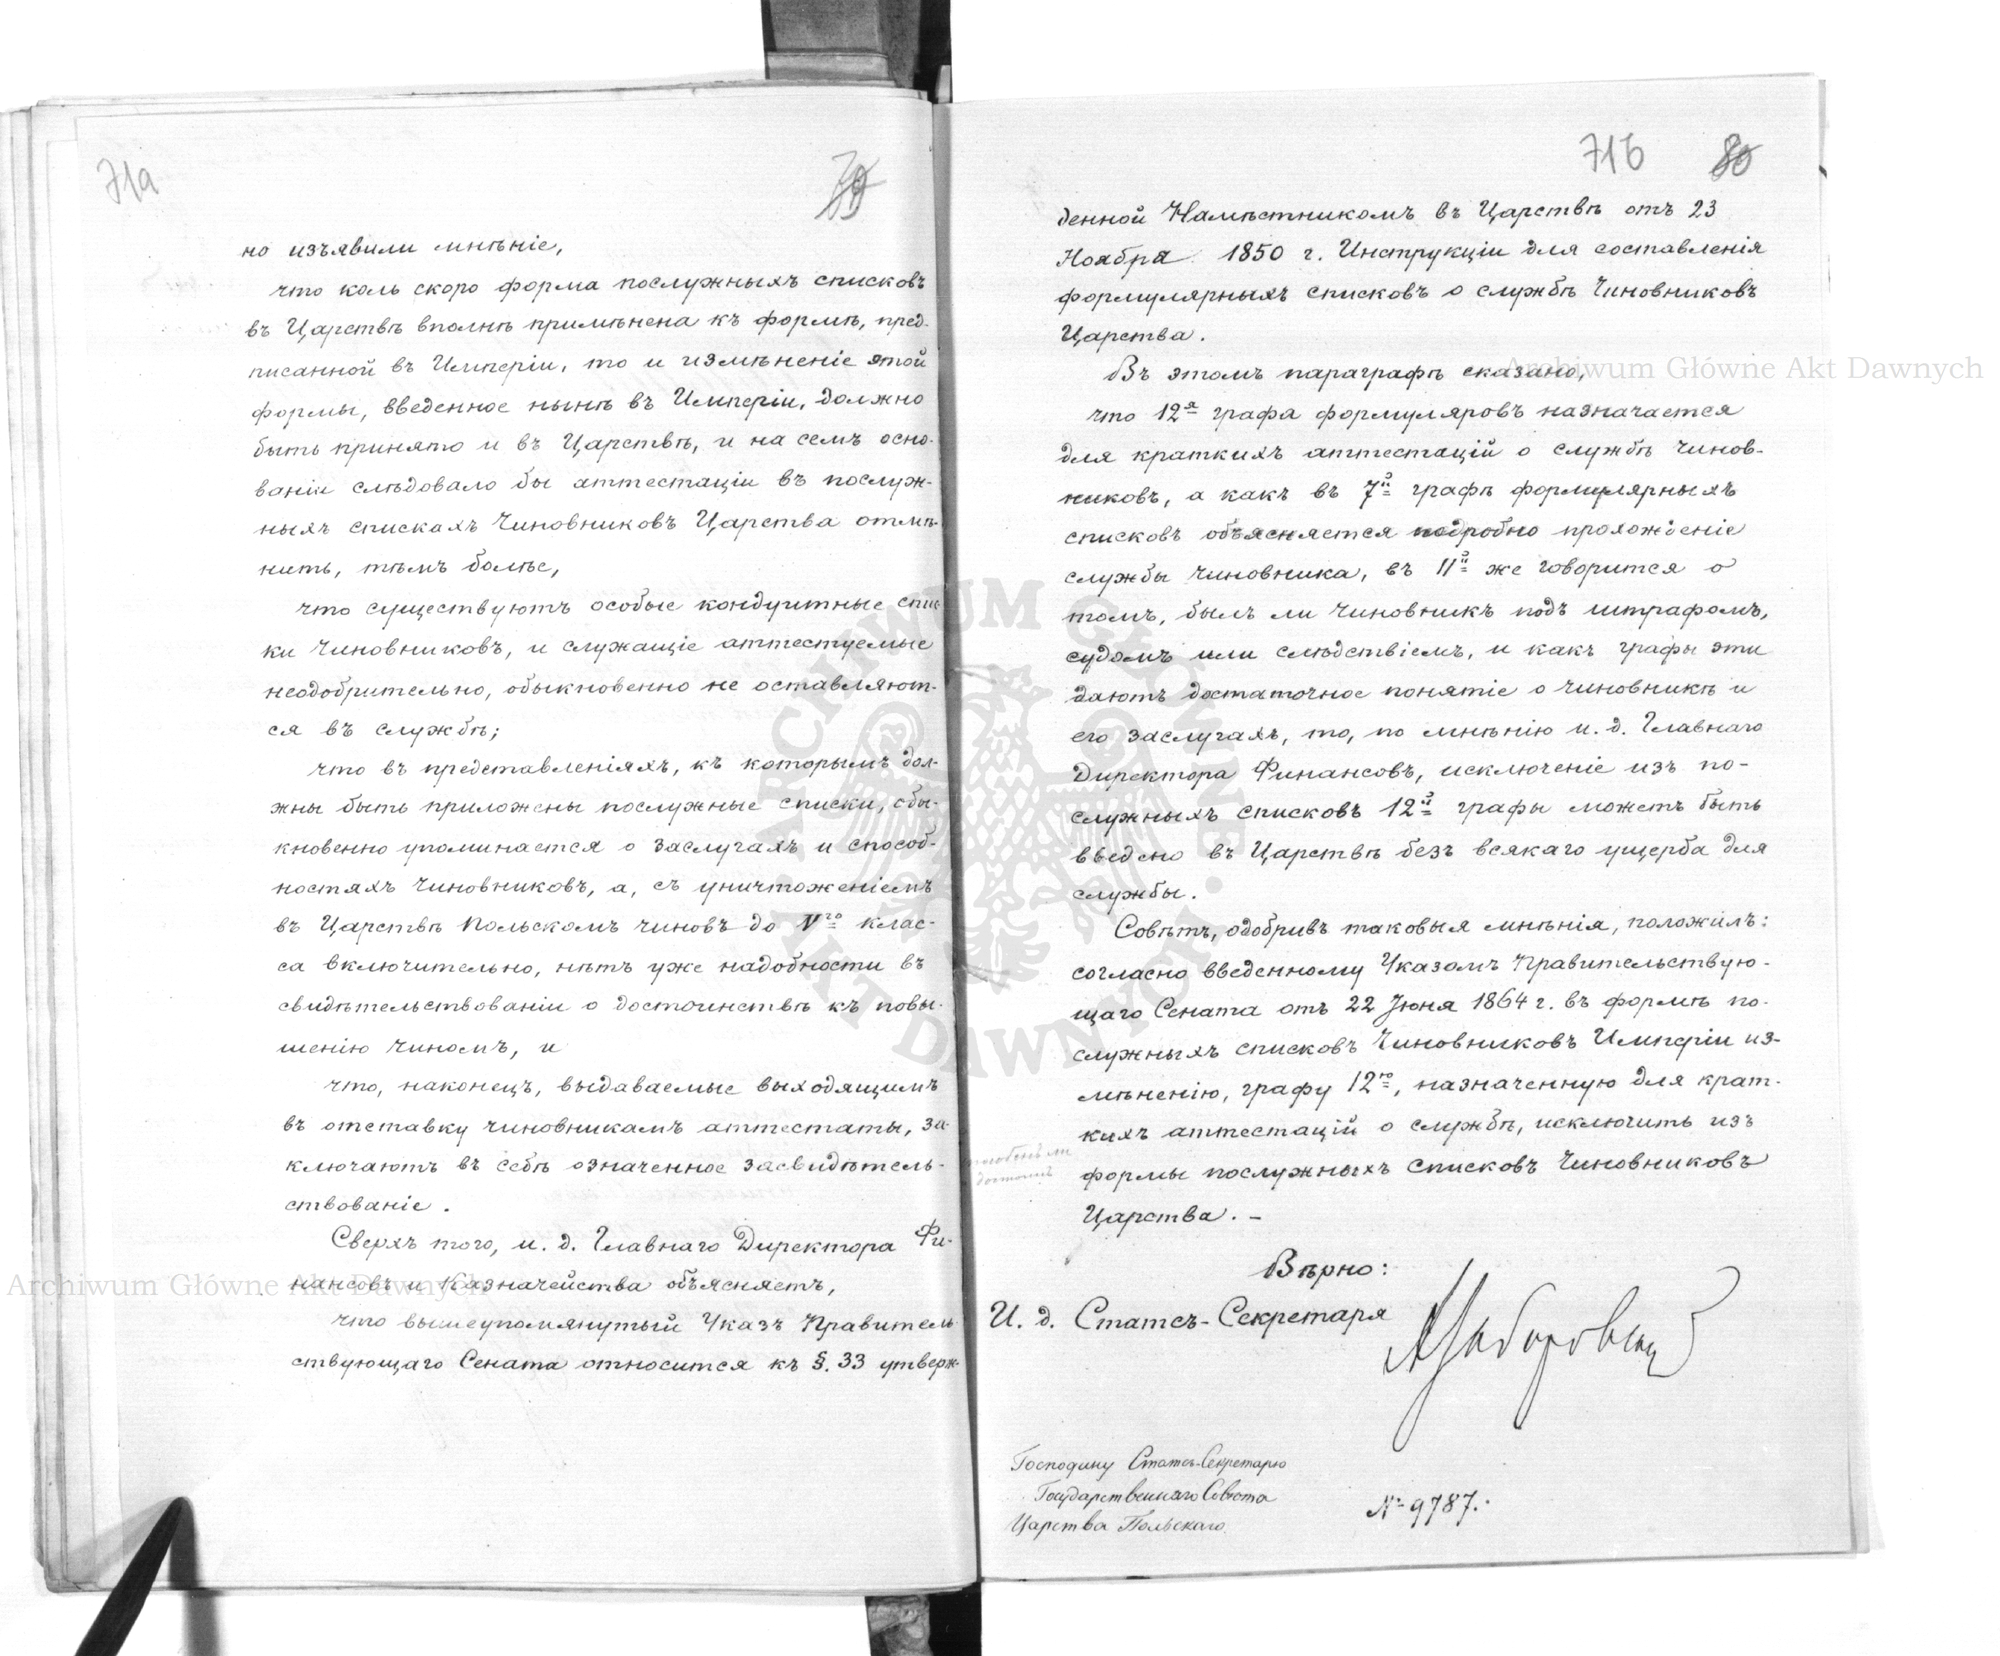 71а
но изъявили мнѣніе,
что коль скоро форма послужныхъ списковъ
въ Царствѣ вполнѣ примѣнена къ формѣ, пред-
писанной въ Имперіи, то и измѣненіе этой
формы, введенное нынѣ въ Имперіи, должно
быть принято и въ Царствѣ, и на семъ осно-
ваніи слѣдовало бы аттестаціи въ послуж-
ныхъ спискахъ Чиновниковъ Царства отмѣ-
нить, тѣмъ болѣе,
что существуютъ особые кондуитные спис-
ки Чиновниковъ, и служащіе аттестуемые
неодобрительно, обыкновенно не оставляют-
ся въ службѣ;
что въ представленіяхъ, къ которымъ дол-
жны быть приложены послужные списки, обы-
кновенно упоминается о заслугахъ и способ-
ностяхъ Чиновниковъ, а, съ уничтоженіемъ
въ Царствѣ Польскомъ чиновъ до Vго клас-
са включительно, нѣтъ уже надобности въ
свидѣтельствованіи о достоинствѣ къ повы-
шенію чиномъ, и
что, наконецъ, выдаваемые выходящимъ
въ отставку чиновникамъ аттестаты, за-
ключаютъ въ себѣ означенное засвидѣтель-
ствованіе.
Сверхъ того, и. д. Главнаго Директора Фи-
нансовъ и Казначейства объясняетъ,
что вышеупомянутый Указъ Правитель-
ствующаго Сената относится къ §. 33 утверж-
71б 80
денной Намѣстникомъ въ Царствѣ отъ 23
Ноября 1850 г. Инструкціи для составленія
формулярныхъ списковъ о службѣ Чиновниковъ
Царства.
Въ этомъ параграфѣ сказано,
что 12я графа формуляровъ назначается
для краткихъ аттестацій о службѣ Чинов-
никовъ, а какъ въ 7й графѣ формулярныхъ
списковъ объясняется подробно прохожденіе
службы Чиновника, въ 11й же говорится о
томъ, былъ ли Чиновникъ подъ штрафомъ,
судомъ или слѣдствіемъ, и какъ графы эти
даютъ достаточное понятіе о чиновникѣ и
его заслугахъ, то, по мнѣнію и. д. Главнаго
Директора Финансовъ, исключеніе изъ по-
служныхъ списковъ 12й графы можетъ быть
введено въ Царствѣ безъ всякаго ущерба для
службы.
Совѣтъ, одобривъ таковыя мнѣнія, положилъ:
согласно введенному Указомъ Правительствую-
щаго Сената отъ 22 Іюня 1864 г. въ формѣ по-
служныхъ списковъ Чиновниковъ Имперіи из-
мѣненію, графу 12ю, назначенную для крат-
кихъ аттестацій о службѣ, исключить изъ
формы послужныхъ списковъ Чиновниковъ
Царства. —
Вѣрно:
И. д. Статсъ-Секретаря
Господину Статсъ-Секретарю
Государственнаго Совѣта
Царства Польскаго.
№ 9787.
Archiwum Główne Akt Dawnych
Archiwum Główne Akt Dawnych
ARCHIWUM GŁÓWNE AKT DAWNYCH